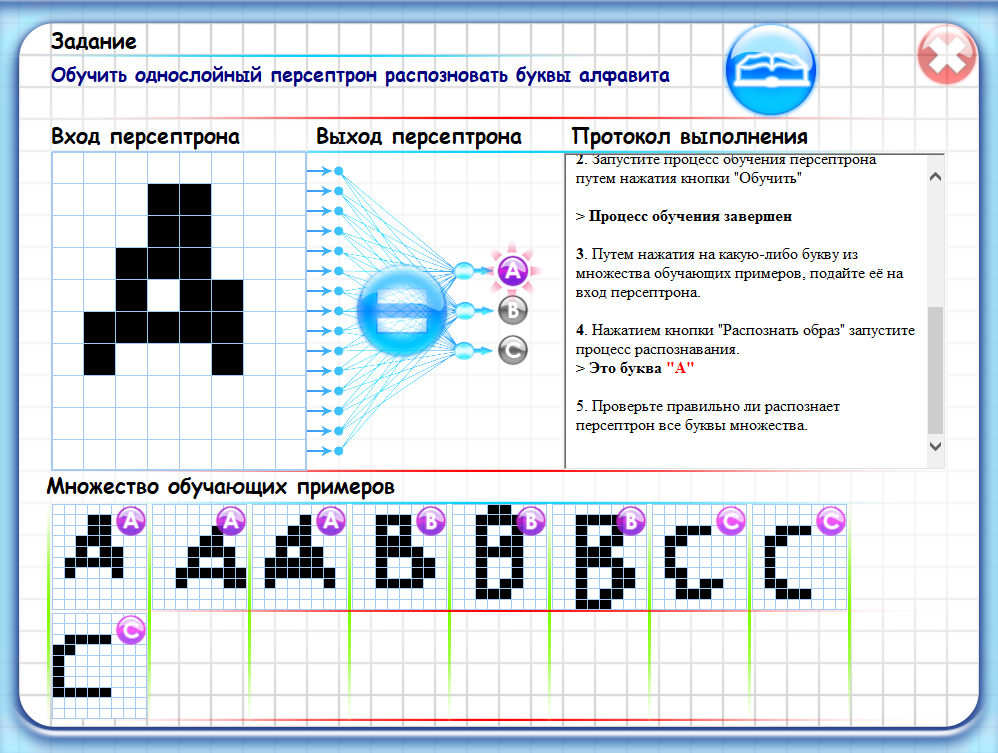 Задание
Обучить однослойный персептрон распозновать буквы алфавита
Вход персептрона
Выход персептрона
Протокол выполнения
2. Запустите процесс обучения персептрона
путем нажатия кнопки "Обучить"
> Процесс обучения завершен
3. Путем нажатия на какую-либо букву из
множества обучающих примеров, подайте её на
вход персептрона.
4. Нажатием кнопки "Распознать образ" запустите
процесс распознавания.
> Это буква "A"
5. Проверьте правильно ли распознает
персептрон все буквы множества.
A
B
C
Множество обучающих примеров
A A A B B B C C
C